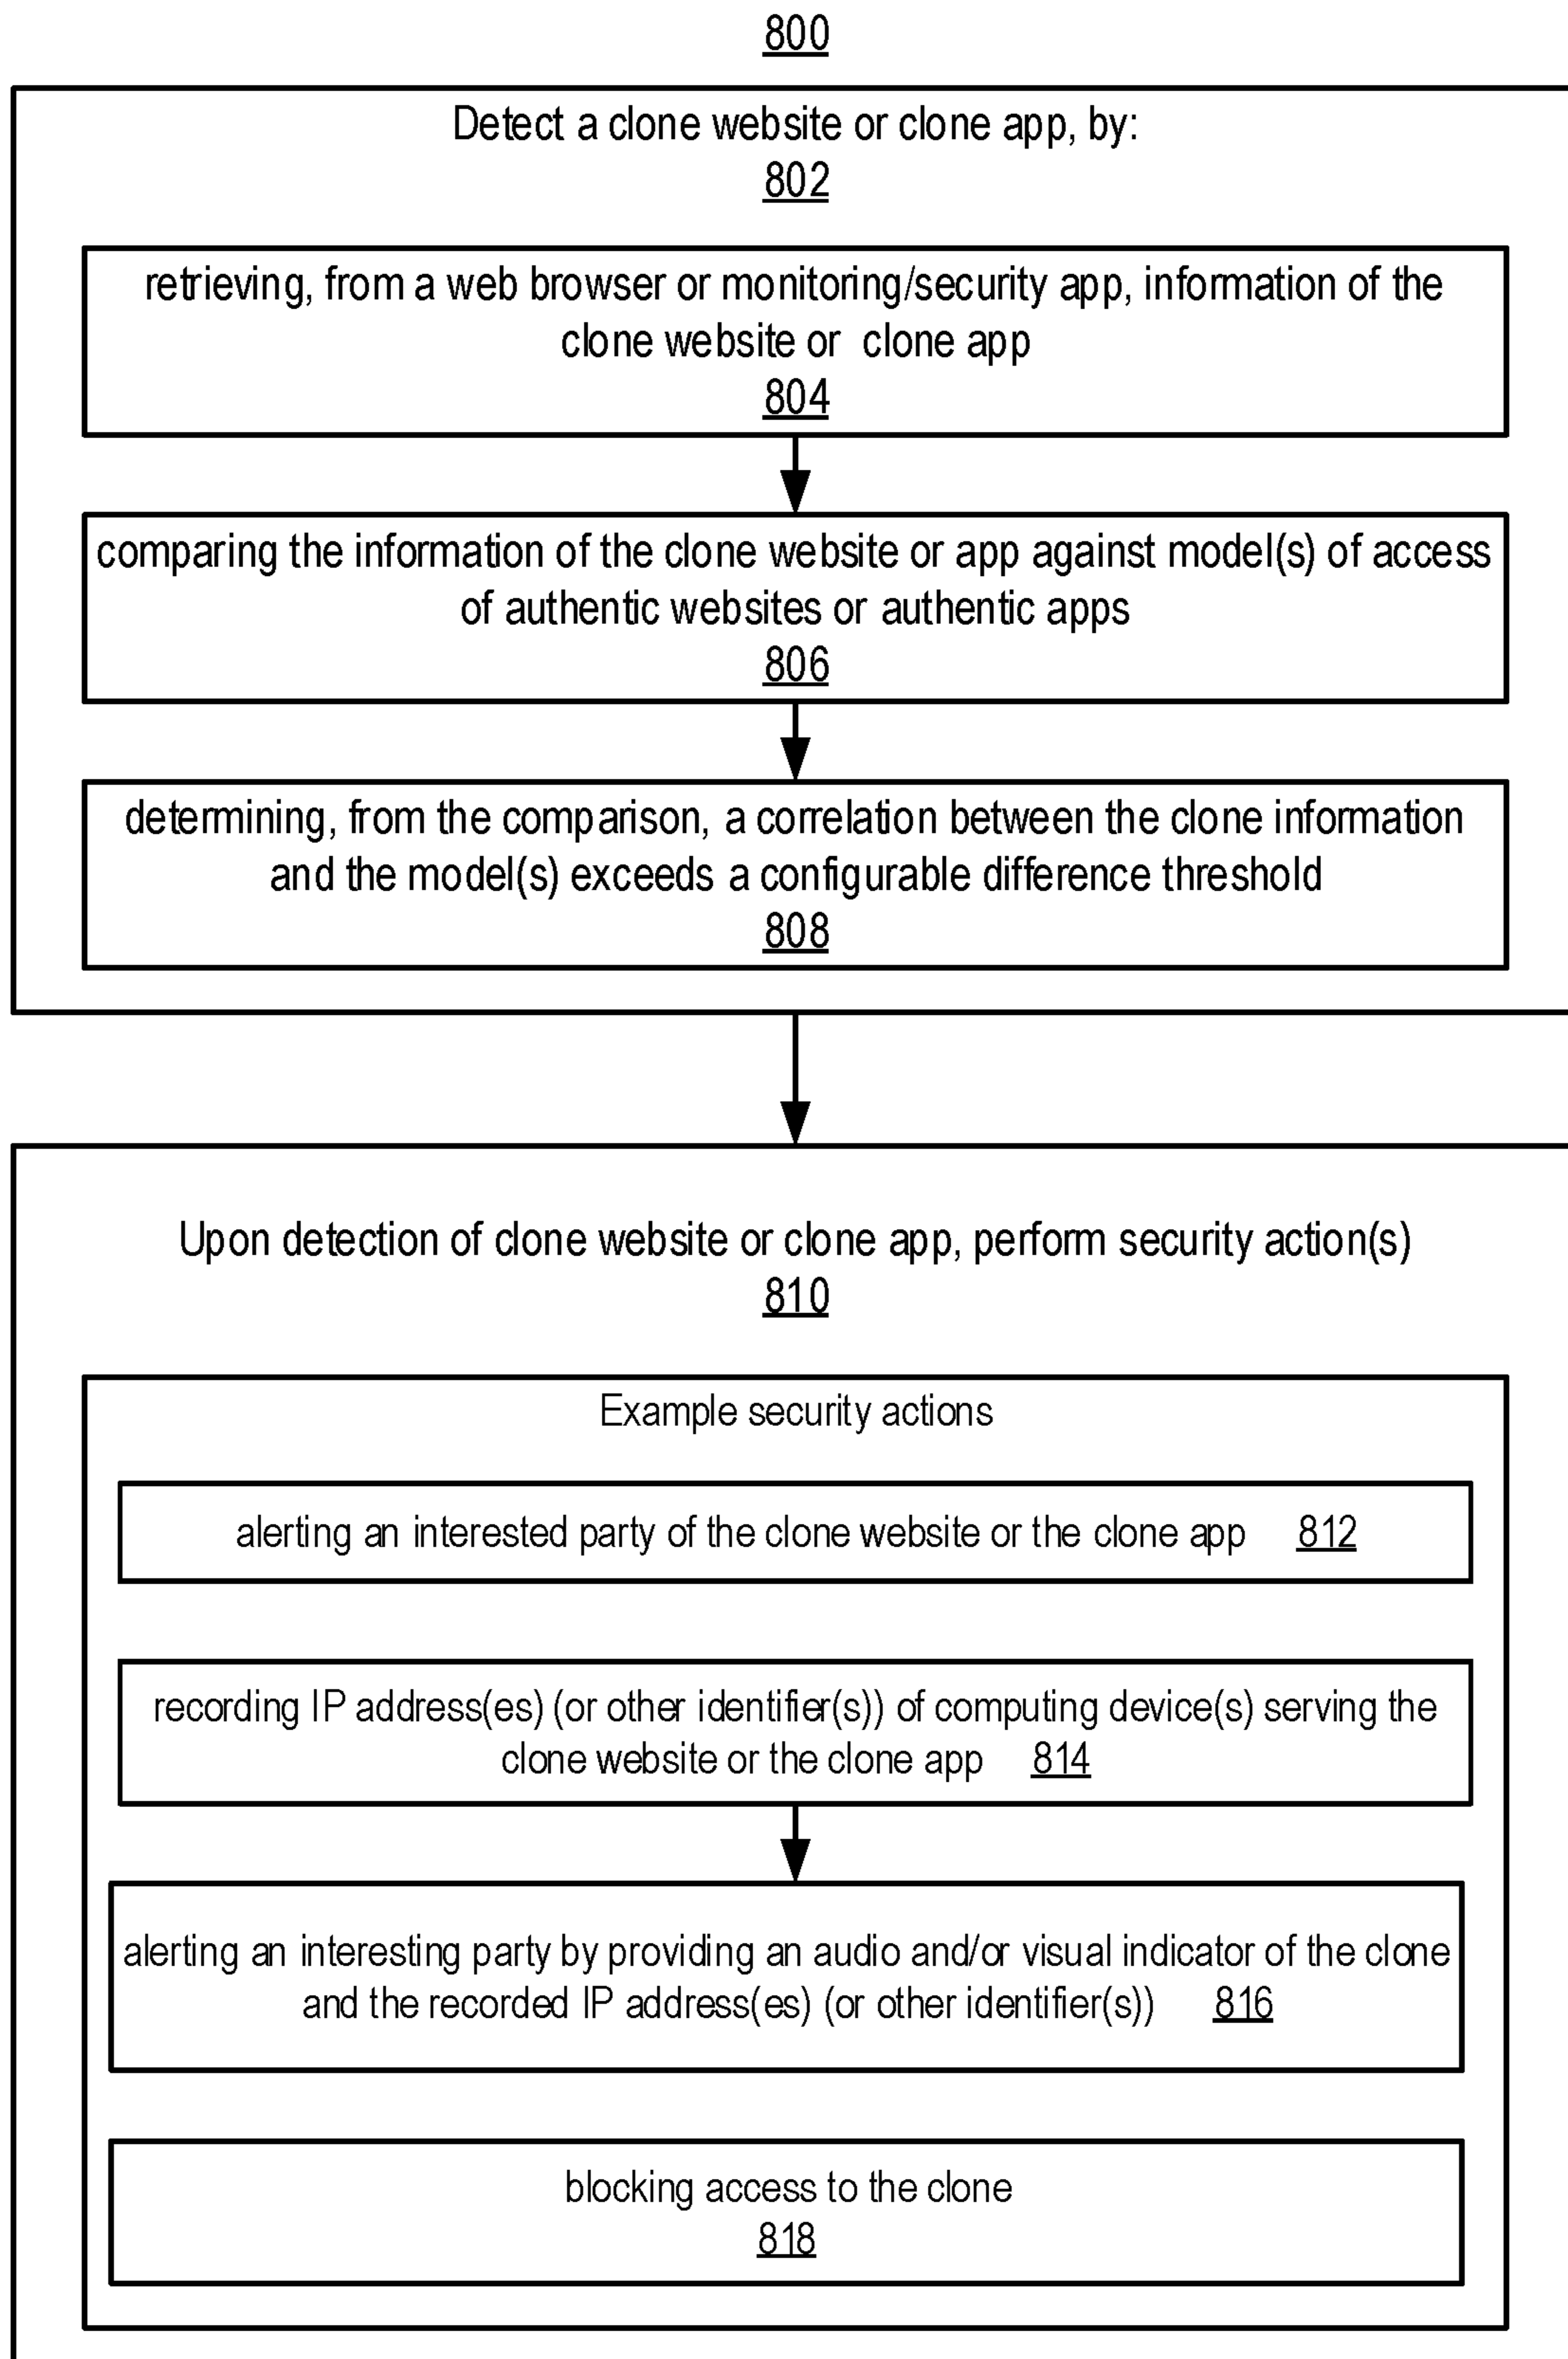 800
Detect a clone website or clone app, by:
802
retrieving, from a web browser or monitoring/security app, information of the
clone website or clone app
804
comparing the information of the clone website or app against model(s) of access
of authentic websites or authentic apps
806
determining, from the comparison, a correlation between the clone information
and the model(s) exceeds a configurable difference threshold
808
Upon detection of clone website or clone app, perform security action(s)
810
Example security actions
alerting an interested party of the clone website or the clone app 812
recording IP address(es) (or other identifier(s)) of computing device(s) serving the
clone website or the clone app 814
alerting an interesting party by providing an audio and/or visual indicator of the clone
and the recorded IP address(es) (or other identifier(s)) 816
blocking access to the clone
818